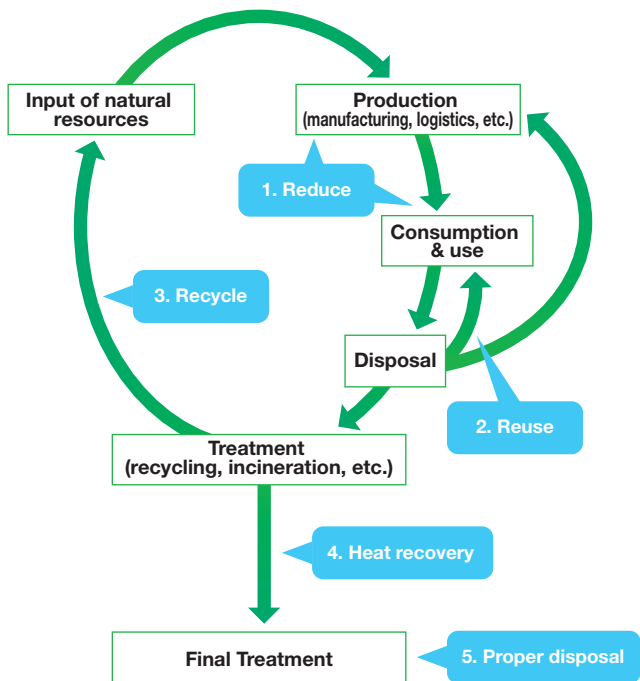 Input of natural
resources
Production
(manufacturing, logistics, etc.)
1. Reduce
Consumption
& use
3. Recycle
Disposal
2. Reuse
Treatment
(recycling, incineration, etc.)
4. Heat recovery
Final Treatment
5. Proper disposal